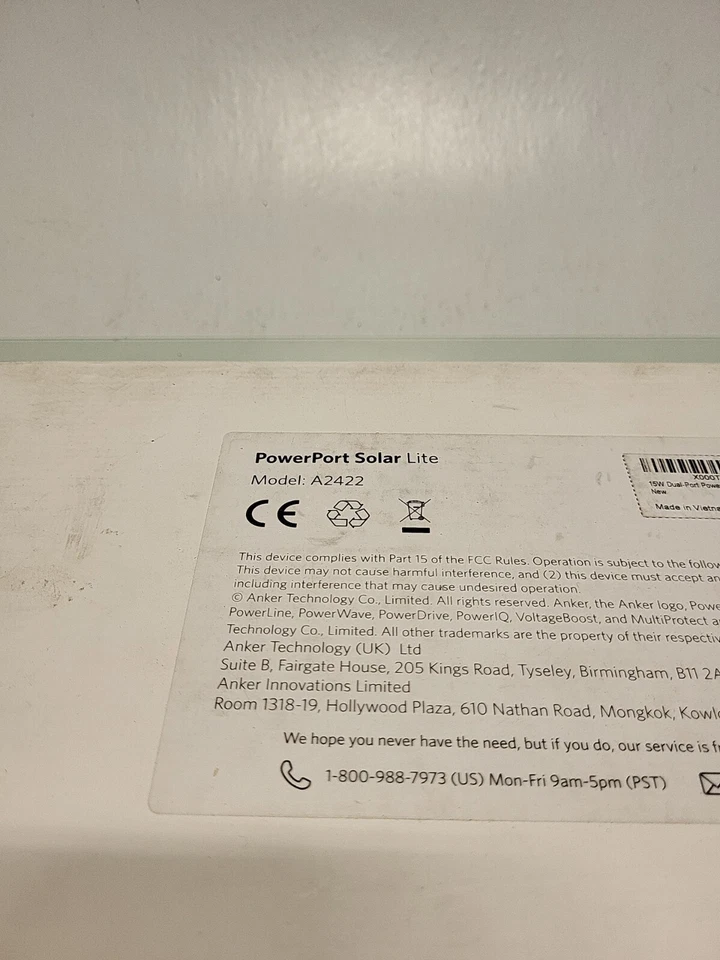 PowerPort Solar Lite
Model: A2422
CE
X000T
15W Dual-Port Powe
New
Made in Vietna
This device complies with Part 15 of the FCC Rules. Operation is subject to the follow
This device may not cause harmful interference, and (2) this device must accept an
including interference that may cause undesired operation.
© Anker Technology Co., Limited. All rights reserved. Anker, the Anker logo, Powe
PowerLine, PowerWave, PowerDrive, PowerIQ, VoltageBoost, and MultiProtect a
Technology Co., Limited. All other trademarks are the property of their respectiv
Anker Technology (UK) Ltd
Suite B, Fairgate House, 205 Kings Road, Tyseley, Birmingham, B11 2A
Anker Innovations Limited
Room 1318-19, Hollywood Plaza, 610 Nathan Road, Mongkok, Kowlo
We hope you never have the need, but if you do, our service is fr
1-800-988-7973 (US) Mon-Fri 9am-5pm (PST)